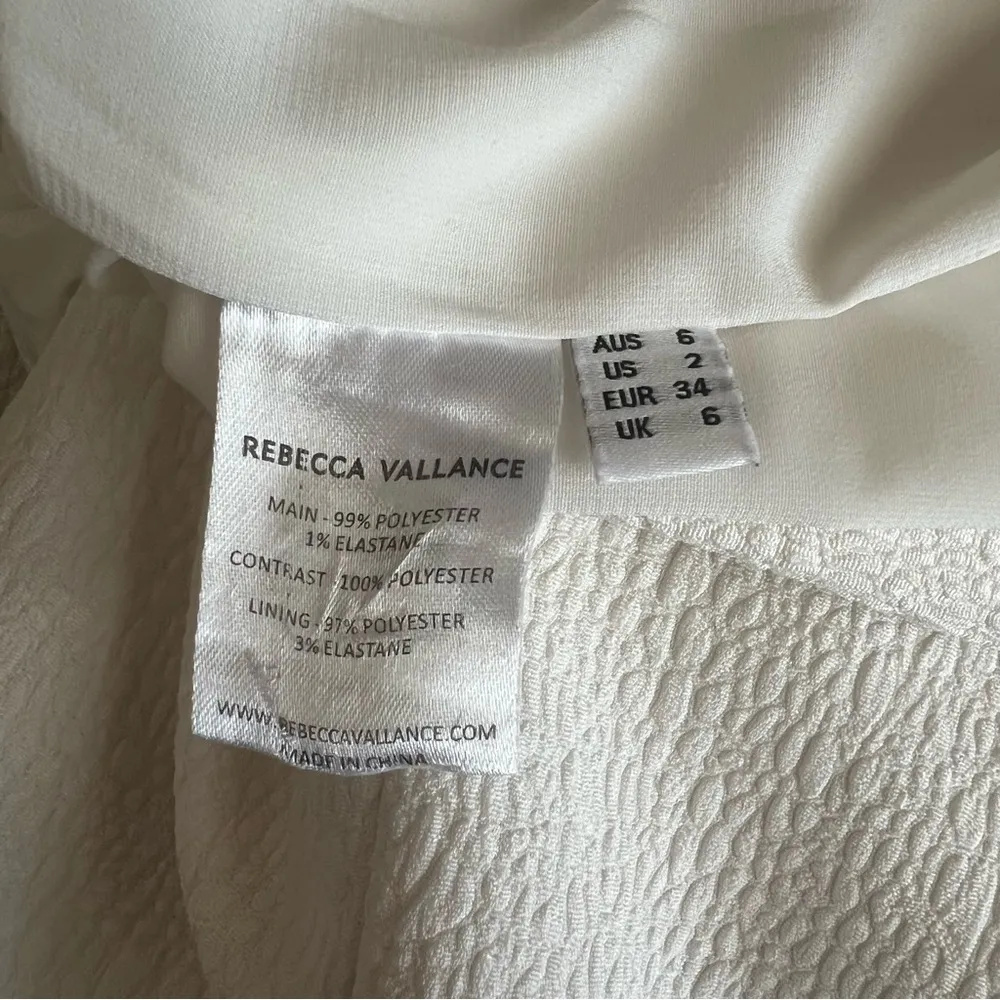 REBECCA VALLANCE
MAIN - 99% POLYESTER
1% ELASTANE
CONTRAST - 100% POLYESTER
LINING - 97% POLYESTER
3% ELASTANE
WWW.REBECCAVALLANCE.COM
MADE IN CHINA
AUS 6
US 2
EUR 34
UK 6